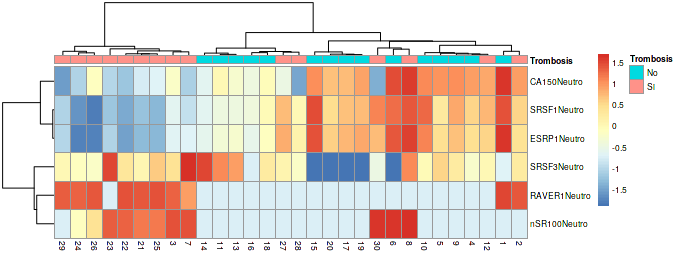 Trombosis
CA150Neutro
SRSF1Neutro
ESRP1Neutro
SRSF3Neutro
RAVER1Neutro
nSR100Neutro
29 24 26 23 22 21 25 3 7 14 11 13 16 18 27 28 15 20 17 19 30 6 8 10 5 9 4 12 1 2
1.5
1
0.5
0
-0.5
-1
-1.5
Trombosis
No
SI